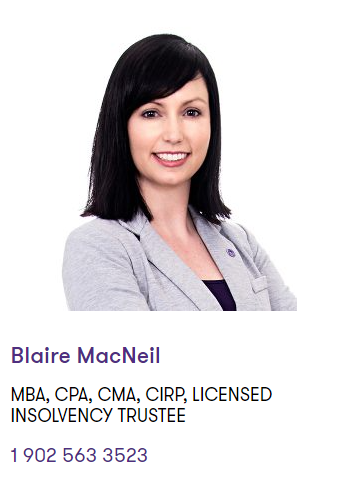 Blaire MacNeil
MBA, CPA, CMA, CIRP, LICENSED
INSOLVENCY TRUSTEE
1 902 563 3523